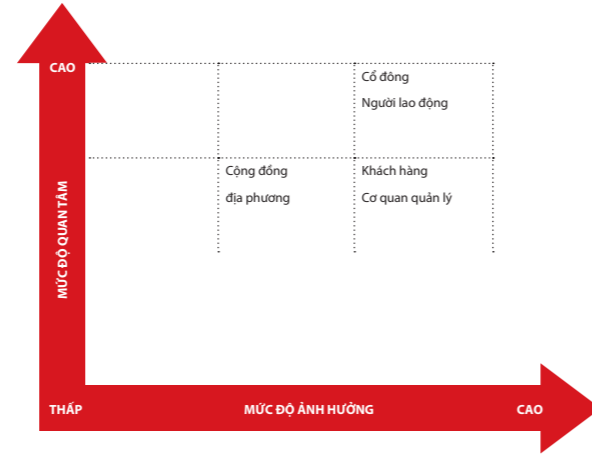 CAO
Cổ đông
Người lao động
MỨC ĐỘ QUAN TÂM
Cộng đồng
địa phương
Khách hàng
Cơ quan quản lý
THẤP
MỨC ĐỘ ẢNH HƯỞNG
CAO